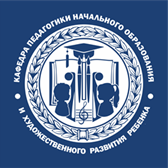 КАФЕДРА ПЕДАГОГИКИ НАЧАЛЬНОГО ОБРАЗОВАНИЯ
И ХУДОЖЕСТВЕННОГО РАЗВИТИЯ РЕБЕНКА